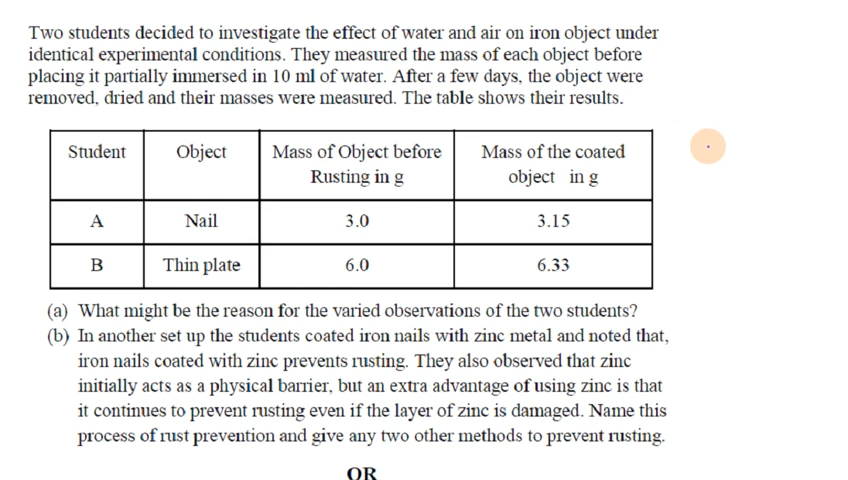 Two students decided to investigate the effect of water and air on iron object under
identical experimental conditions. They measured the mass of each object before
placing it partially immersed in 10 ml of water. After a few days, the object were
removed, dried and their masses were measured. The table shows their results.
Student Object Mass of Object before Rusting in g Mass of the coated object in g
A Nail 3.0 3.15
B Thin plate 6.0 6.33
(a) What might be the reason for the varied observations of the two students?
(b) In another set up the students coated iron nails with zinc metal and noted that,
iron nails coated with zinc prevents rusting. They also observed that zinc
initially acts as a physical barrier, but an extra advantage of using zinc is that
it continues to prevent rusting even if the layer of zinc is damaged. Name this
process of rust prevention and give any two other methods to prevent rusting.
OR